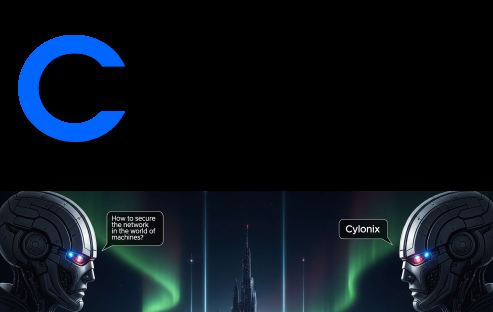 How to secure
the network
in the world of
machines?
Cylonix